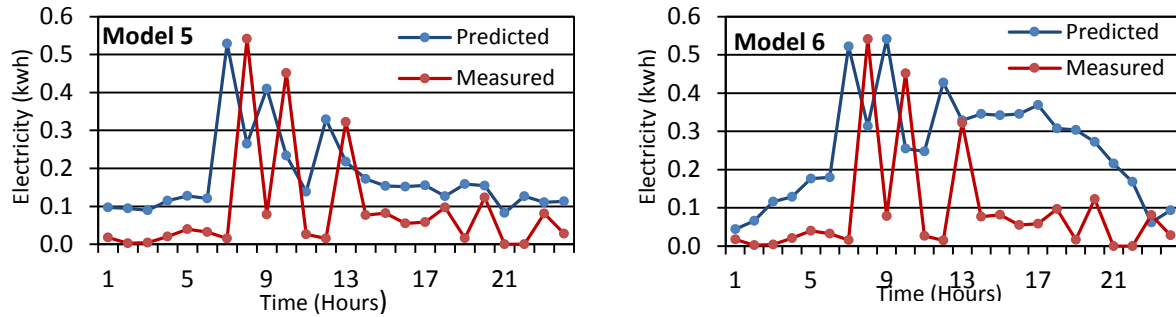 Model 5
Predicted
Measured
Electricity (kwh)
0.6
0.5
0.4
0.3
0.2
0.1
0.0
1 5 9 13 17 21
Time (Hours)
Model 6
Predicted
Measured
Electricity (kwh)
0.6
0.5
0.4
0.3
0.2
0.1
0.0
1 5 9 13 17 21
Time (Hours)